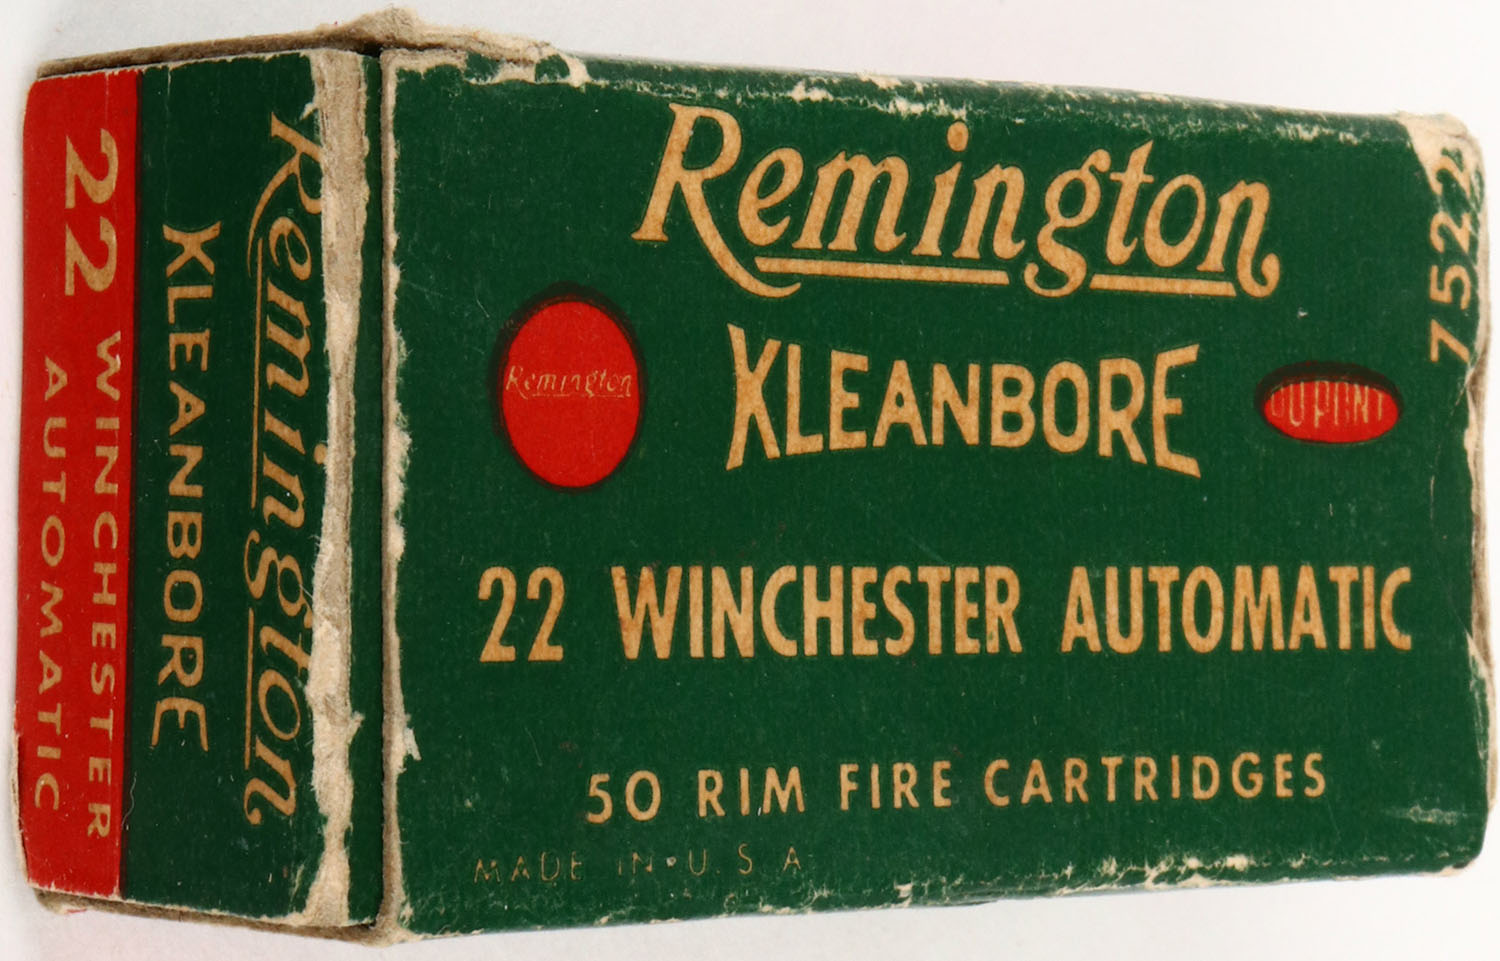 Remington
KLEANBORE
Remington
DU PONT
22 WINCHESTER AUTOMATIC
50 RIM FIRE CARTRIDGES
MADE IN U.S.A.
7522
Remington
KLEANBORE
22 WINCHESTER
AUTOMATIC